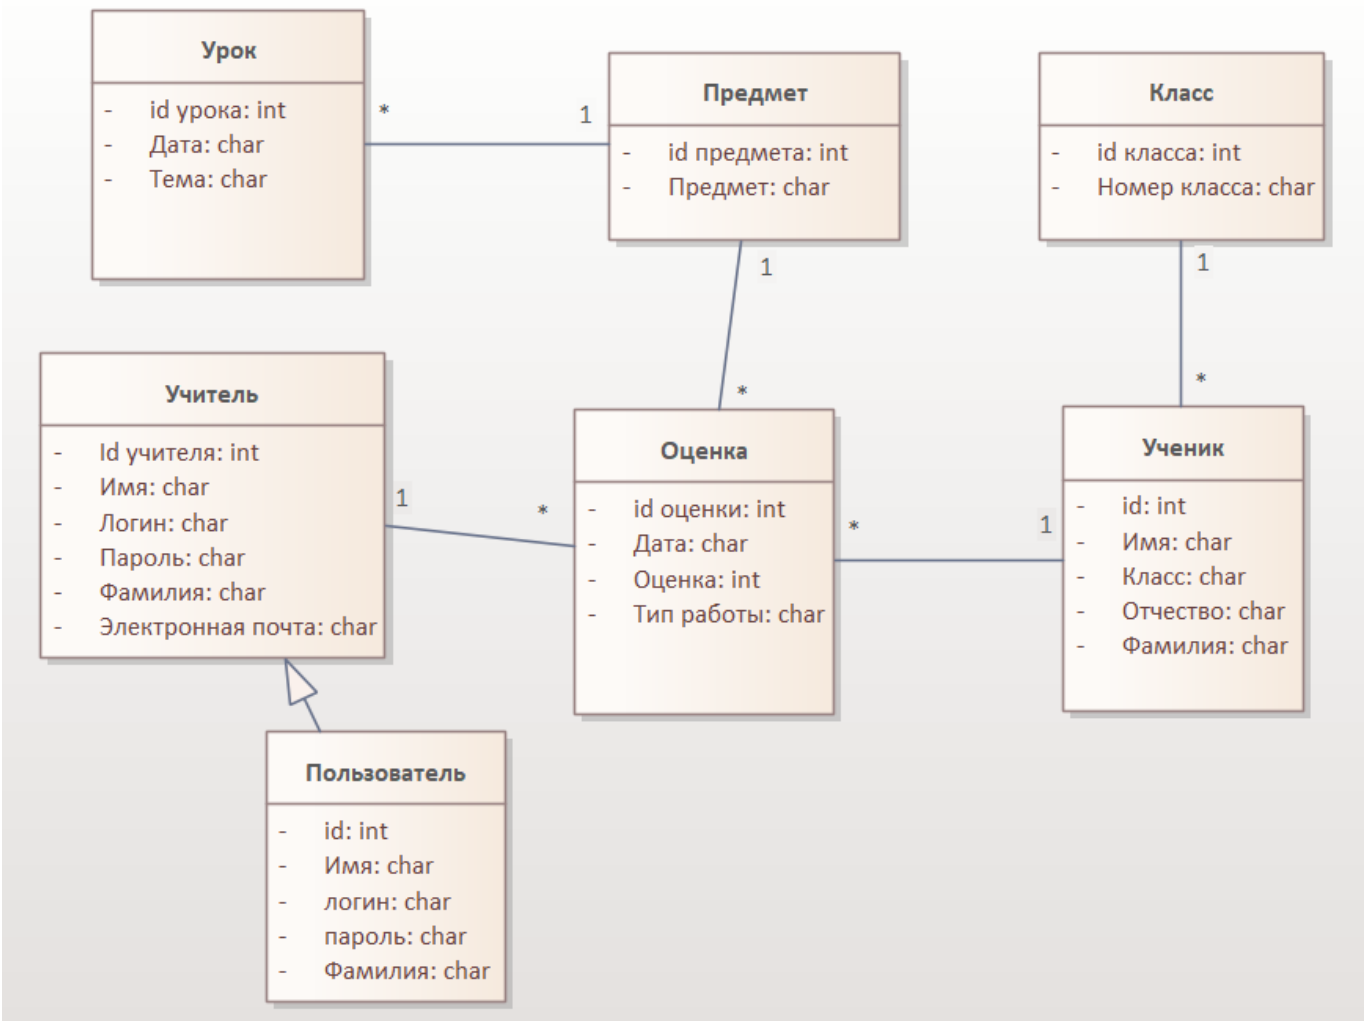 Урок
- id урока: int
- Дата: char
- Тема: char
* 1
Предмет
- id предмета: int
- Предмет: char
Класс
- id класса: int
- Номер класса: char
1
*
1
*
Учитель
- Id учителя: int
- Имя: char
- Логин: char
- Пароль: char
- Фамилия: char
- Электронная почта: char
1 *
Оценка
- id оценки: int
- Дата: char
- Оценка: int
- Тип работы: char
* 1
Ученик
- id: int
- Имя: char
- Класс: char
- Отчество: char
- Фамилия: char
Пользователь
- id: int
- Имя: char
- логин: char
- пароль: char
- Фамилия: char